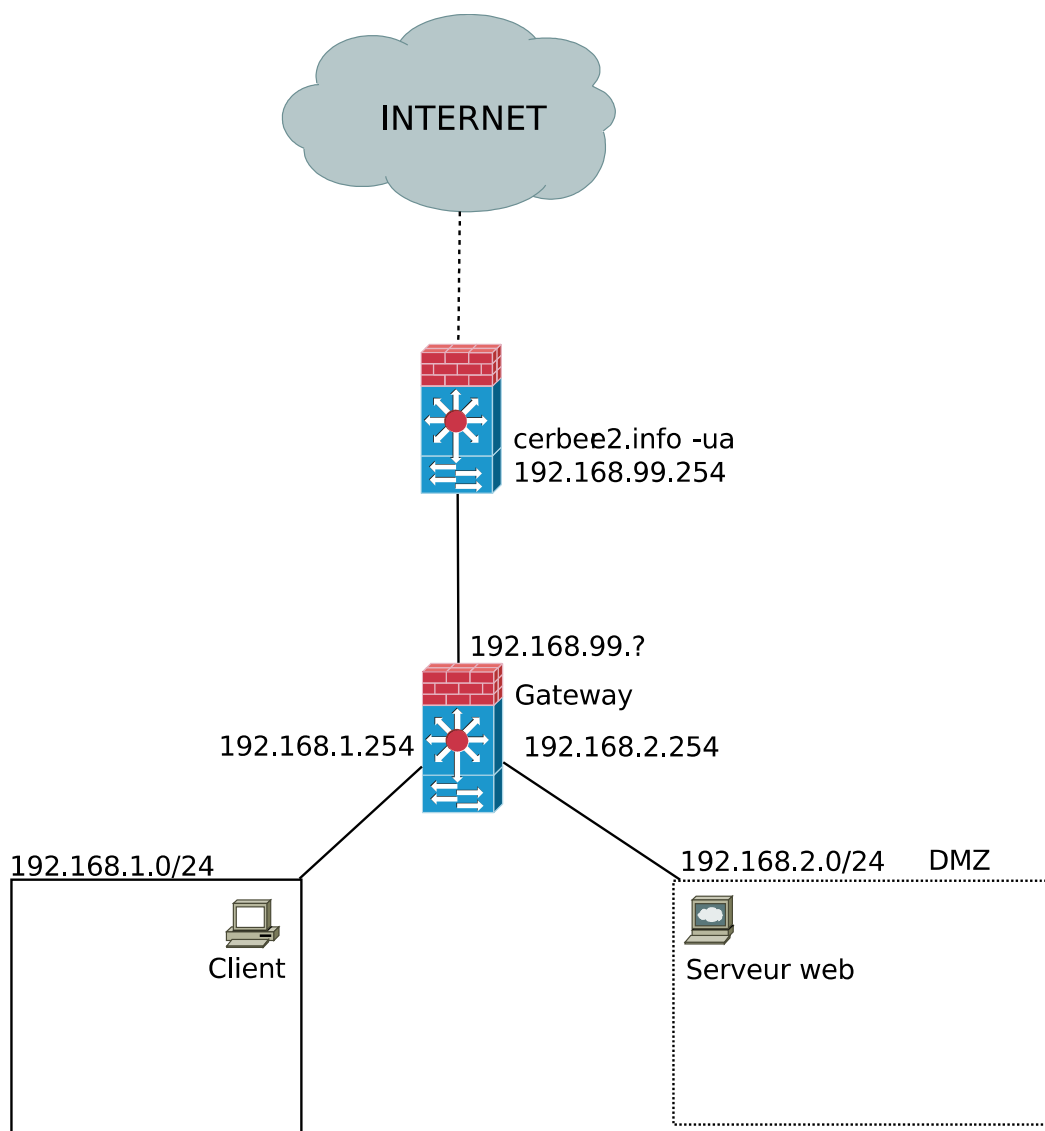 INTERNET
cerbere2.info -ua
192.168.99.254
192.168.99.?
Gateway
192.168.1.254
192.168.2.254
192.168.1.0/24
192.168.2.0/24 DMZ
Client
Serveur web